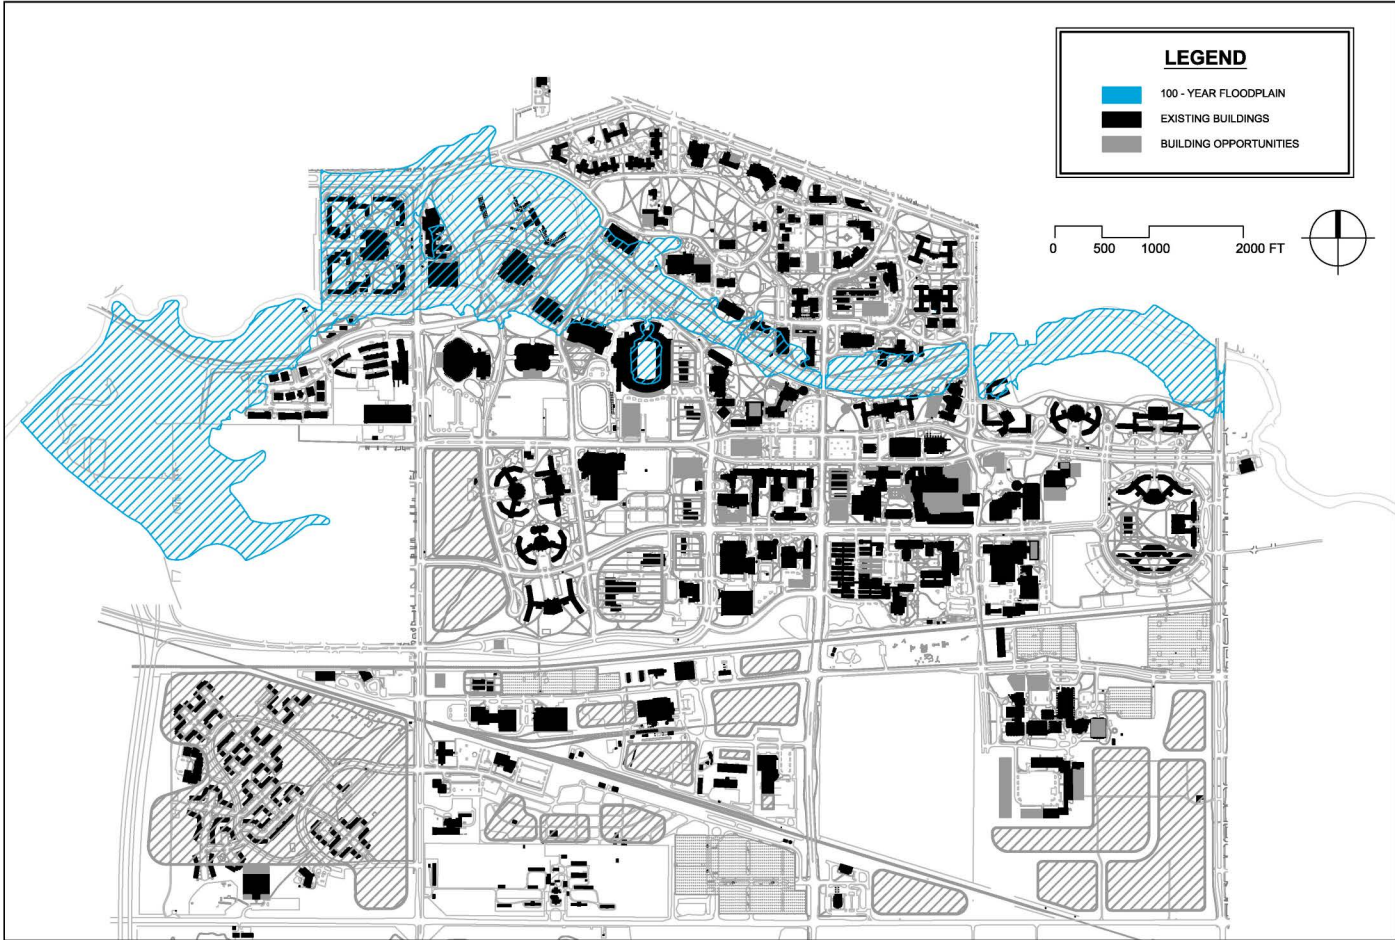 LEGEND
100 - YEAR FLOODPLAIN
EXISTING BUILDINGS
BUILDING OPPORTUNITIES
0 500 1000 2000 FT